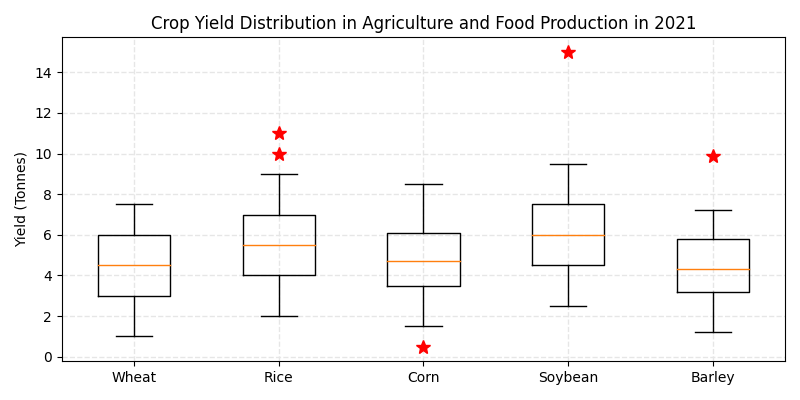 Crop Yield Distribution in Agriculture and Food Production in 2021
Yield (Tonnes)
14
12
10
8
6
4
2
0
Wheat Rice Corn Soybean Barley